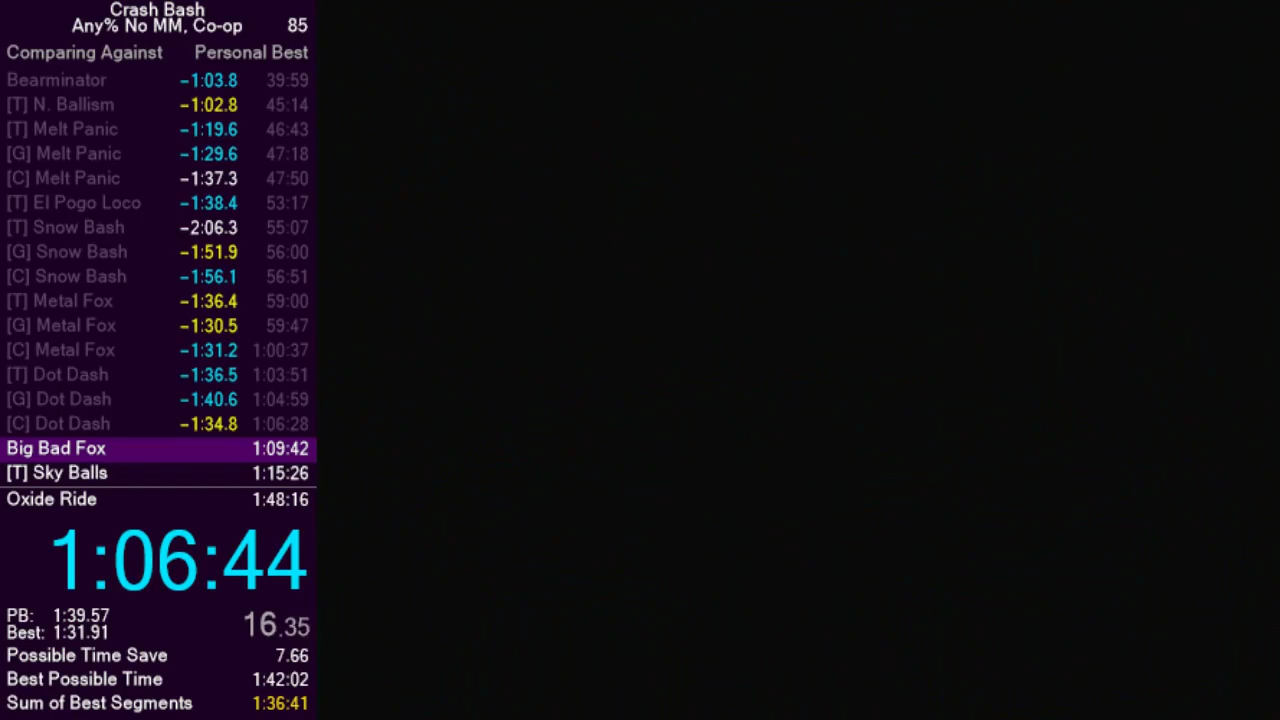 Crash Bash
Any% No MM, Co-op 85
Comparing Against Personal Best
Bearminator −1:03.8 39:59
[T] N. Ballism −1:02.8 45:14
[T] Melt Panic −1:19.6 46:43
[G] Melt Panic −1:29.6 47:18
[C] Melt Panic −1:37.3 47:50
[T] El Pogo Loco −1:38.4 53:17
[T] Snow Bash −2:06.3 55:07
[G] Snow Bash −1:51.9 56:00
[C] Snow Bash −1:56.1 56:51
[T] Metal Fox −1:36.4 59:00
[G] Metal Fox −1:30.5 59:47
[C] Metal Fox −1:31.2 1:00:37
[T] Dot Dash −1:36.5 1:03:51
[G] Dot Dash −1:40.6 1:04:59
[C] Dot Dash −1:34.8 1:06:28
Big Bad Fox 1:09:42
[T] Sky Balls 1:15:26
Oxide Ride 1:48:16
1:06:44
PB: 1:39.57
Best: 1:31.91
16.35
Possible Time Save 7.66
Best Possible Time 1:42:02
Sum of Best Segments 1:36:41